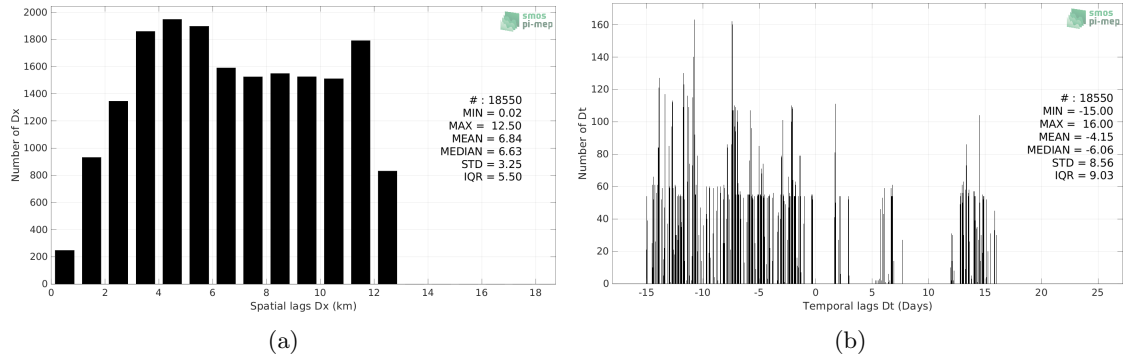 2000
1800
1600
1400
1200
1000
800
600
400
200
0
Number of Dx
smos
pi-mep
# : 18550
MIN = 0.02
MAX = 12.50
MEAN = 6.84
MEDIAN = 6.63
STD = 3.25
IQR = 5.50
0 2 4 6 8 10 12 14 16 18
Spatial lags Dx (km)
(a)
160
140
120
100
80
60
40
20
0
Number of Dt
smos
pi-mep
# : 18550
MIN = -15.00
MAX = 16.00
MEAN = -4.15
MEDIAN = -6.06
STD = 8.56
IQR = 9.03
-15 -10 -5 0 5 10 15 20 25
Temporal lags Dt (Days)
(b)